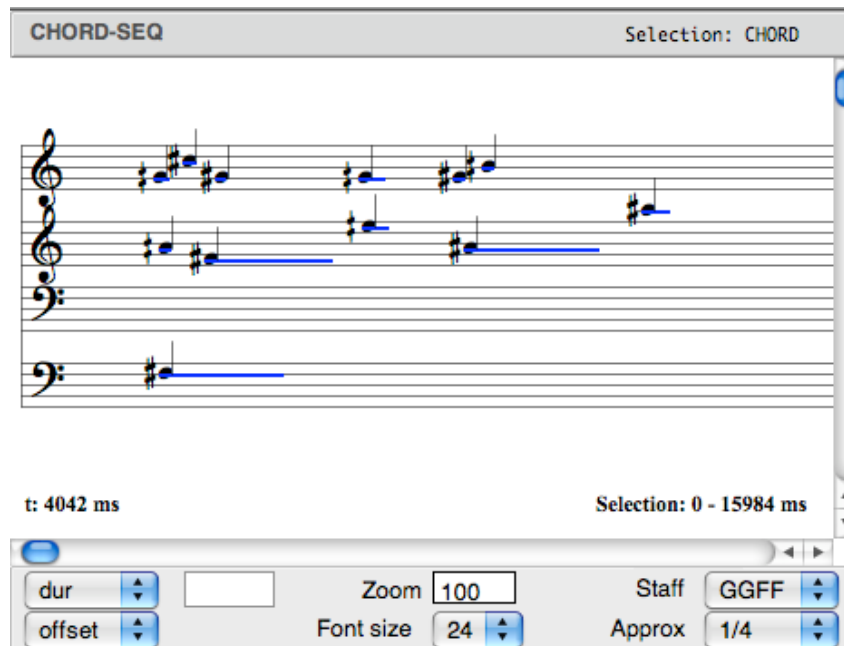 CHORD-SEQ Selection: CHORD
t: 4042 ms Selection: 0 - 15984 ms
dur Zoom 100 Staff GGFF
offset Font size 24 Approx 1/4